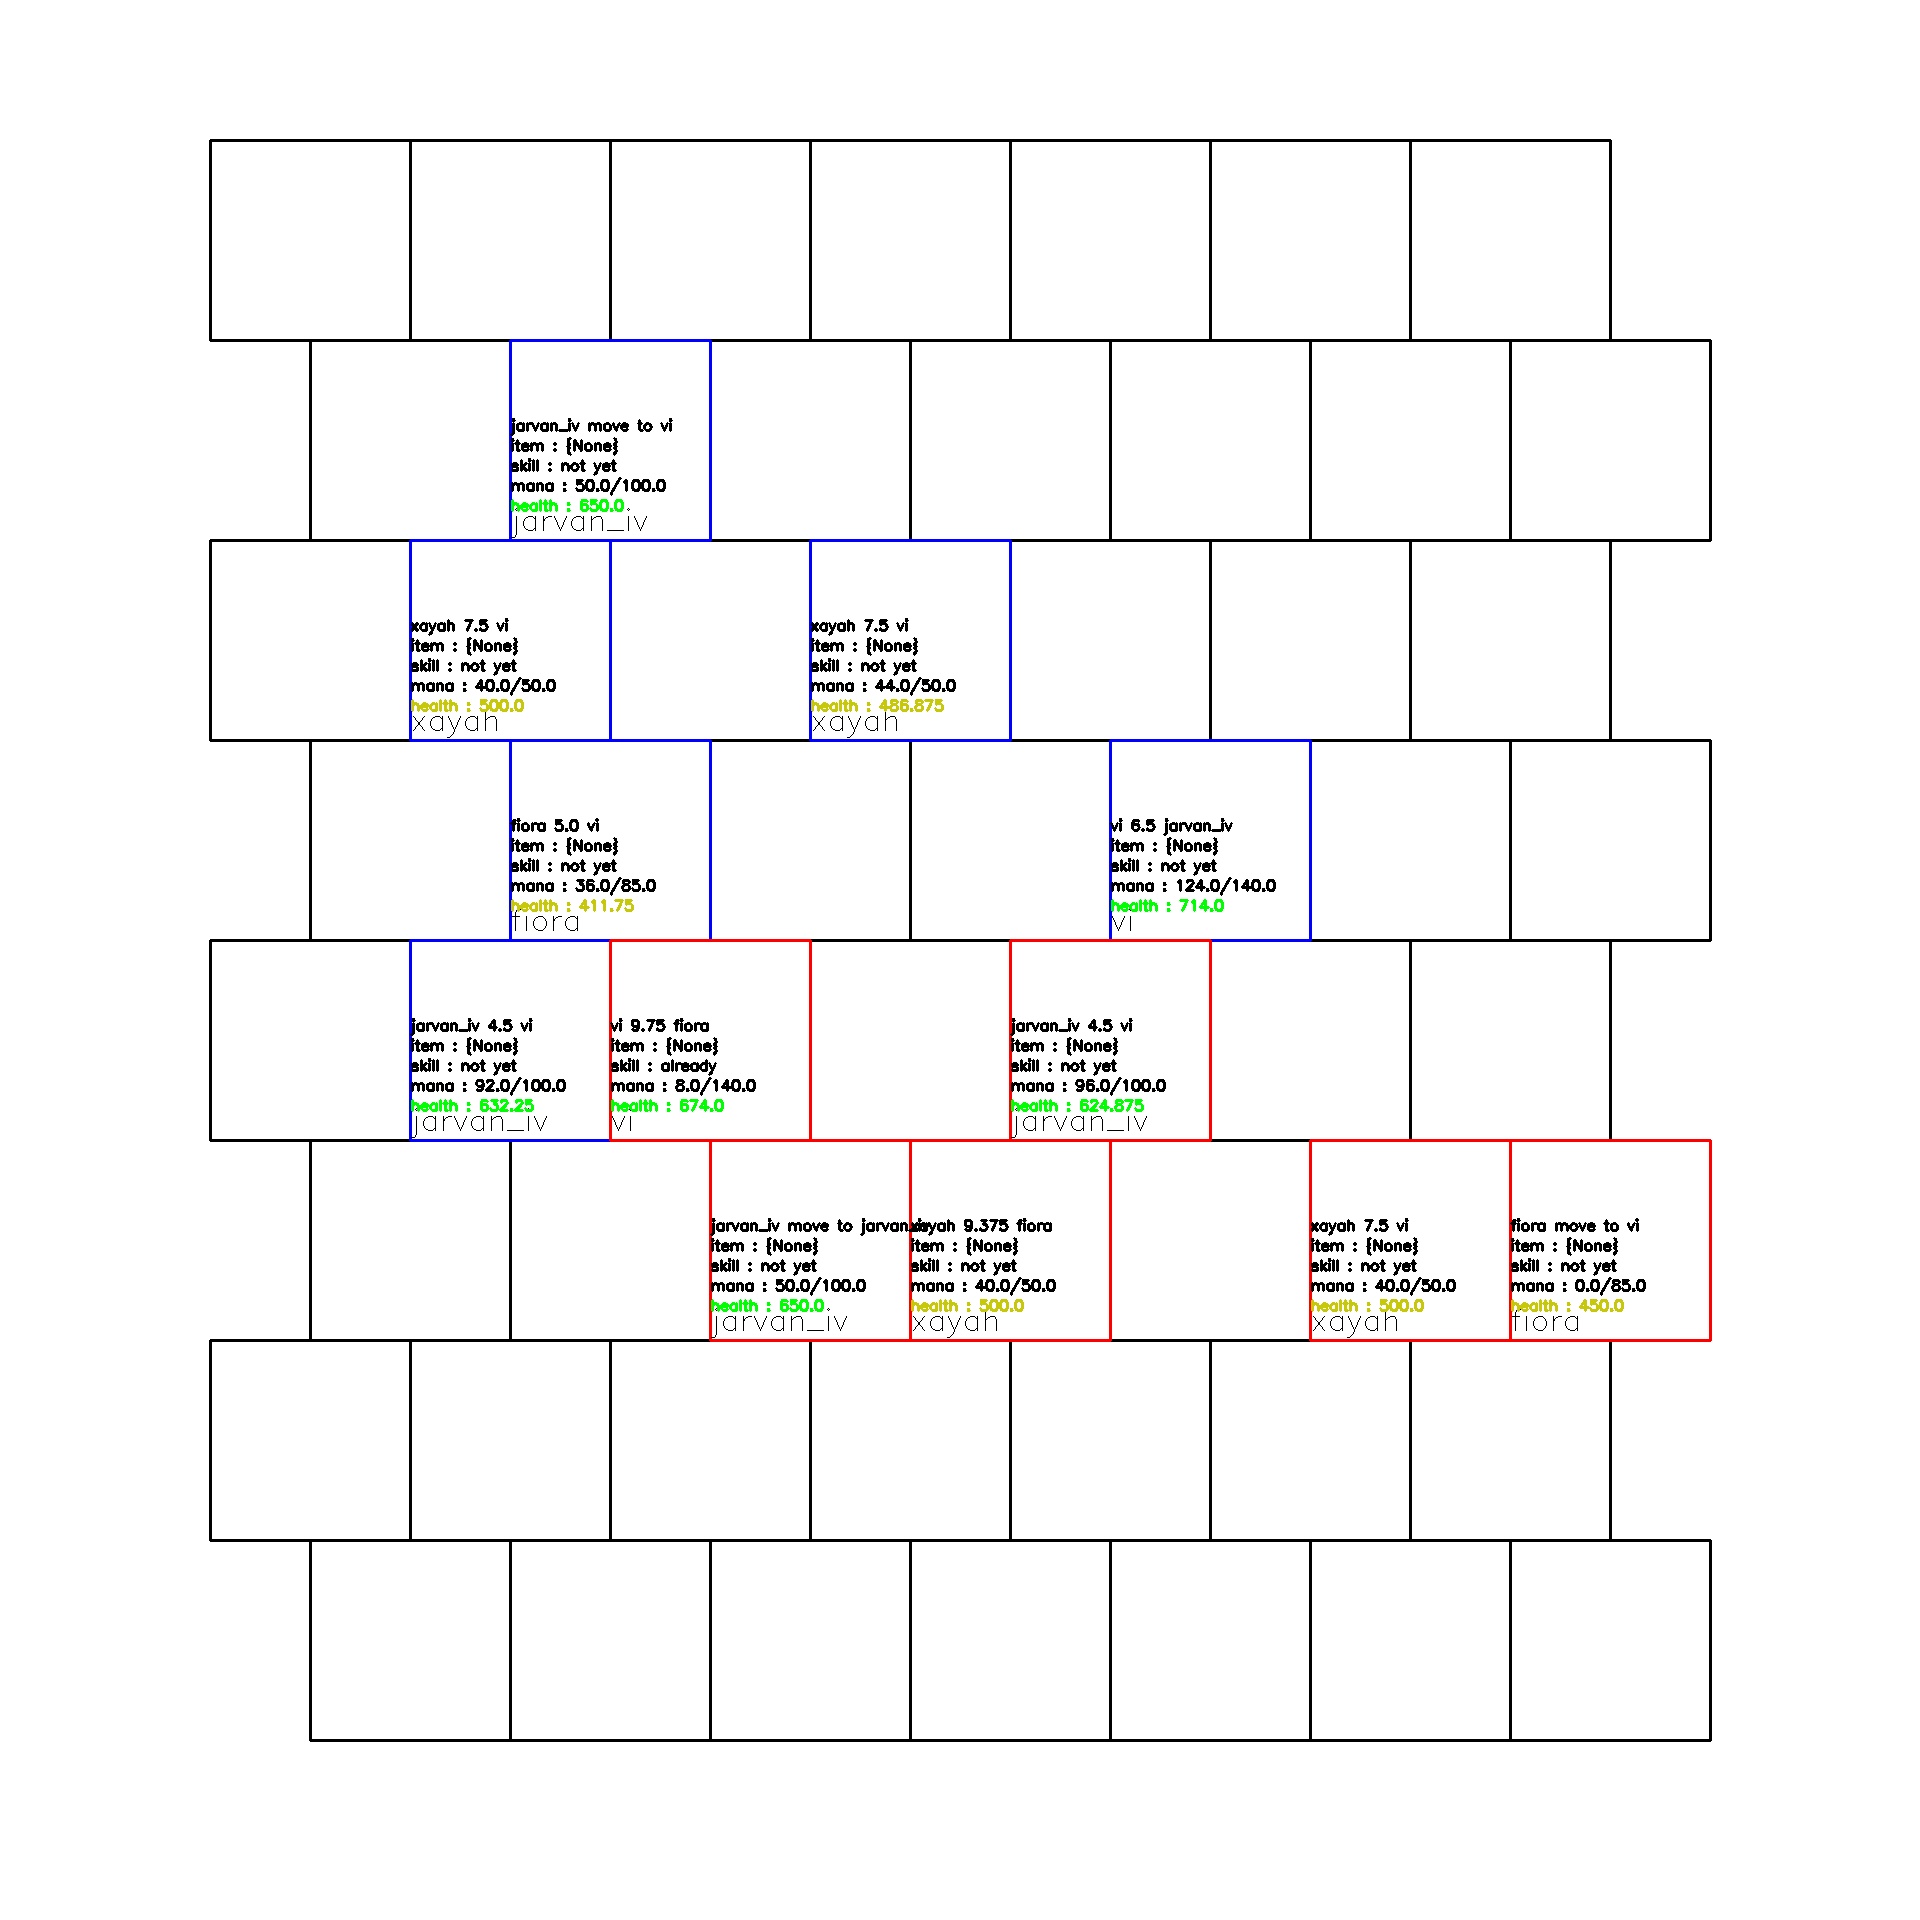 jarvan_iv move to vi
item : {None}
skill : not yet
mana : 50.0/100.0
health : 650.0
jarvan_iv
xayah 7.5 vi
item : {None}
skill : not yet
mana : 40.0/50.0
health : 500.0
xayah
xayah 7.5 vi
item : {None}
skill : not yet
mana : 44.0/50.0
health : 486.875
xayah
fiora 5.0 vi
item : {None}
skill : not yet
mana : 36.0/85.0
health : 411.75
fiora
vi 6.5 jarvan_iv
item : {None}
skill : not yet
mana : 124.0/140.0
health : 714.0
vi
jarvan_iv 4.5 vi
item : {None}
skill : not yet
mana : 92.0/100.0
health : 632.25
jarvan_iv
vi 9.75 fiora
item : {None}
skill : already
mana : 8.0/140.0
health : 674.0
vi
jarvan_iv 4.5 vi
item : {None}
skill : not yet
mana : 96.0/100.0
health : 624.875
jarvan_iv
jarvan_iv move to jarvan_iv
item : {None}
skill : not yet
mana : 50.0/100.0
health : 650.0
jarvan_iv
xayah 9.375 fiora
item : {None}
skill : not yet
mana : 40.0/50.0
health : 500.0
xayah
xayah 7.5 vi
item : {None}
skill : not yet
mana : 40.0/50.0
health : 500.0
xayah
fiora move to vi
item : {None}
skill : not yet
mana : 0.0/85.0
health : 450.0
fiora